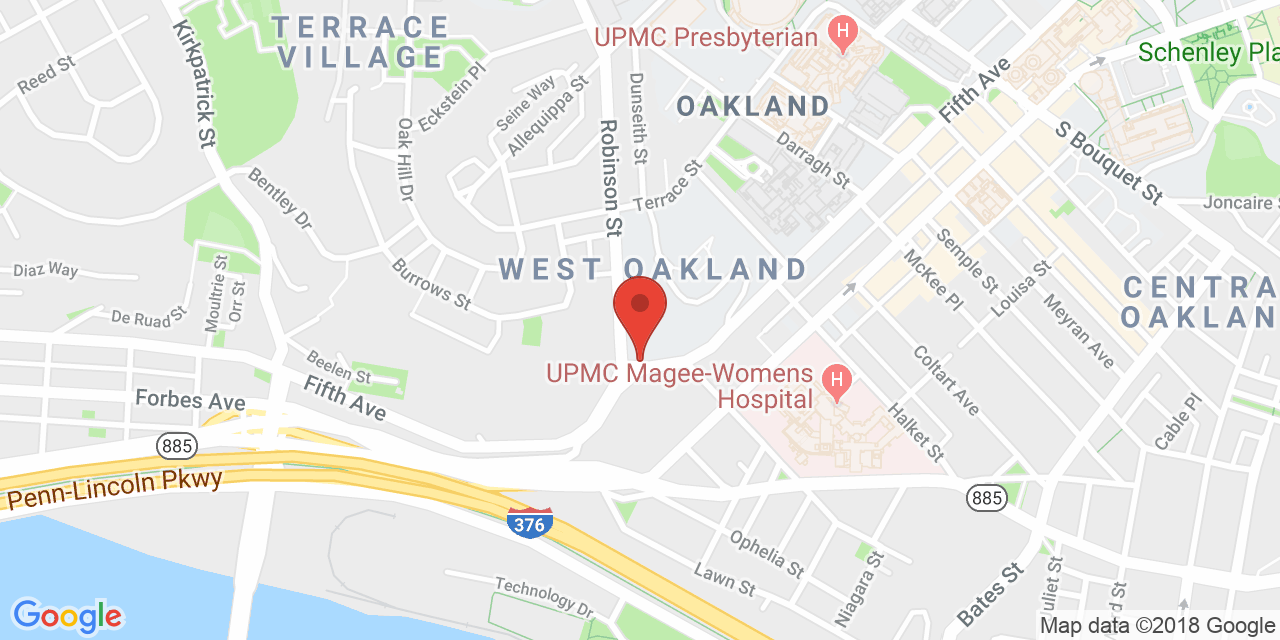 TERRACE
VILLAGE
Reed St
Kirkpatrick St
Eckstein Pl
Seine Way
Allequippa St
Oak Hill Dr
Robinson St
Dunseith St
UPMC Presbyterian
H
OAKLAND
Fifth Ave
Schenley Pla
S Bouquet St
Darragh St
Terrace St
Joncaire S
Bentley Dr
Burrows St
WEST OAKLAND
Diaz Way
De Ruad St
Moultrie St
Orr St
McKee Pl
Semple St
Louisa St
Meyran Ave
CENTRA
OAKLAN
Beelen St
Fifth Ave
Forbes Ave
UPMC Magee-Womens
Hospital
H
Coltart Ave
Halket St
Cable Pl
885
Penn-Lincoln Pkwy
376
885
Ophelia St
Lawn St
Niagara St
Technology Dr
Bates St
uliet St
d St
Google
Map data ©2018 Google